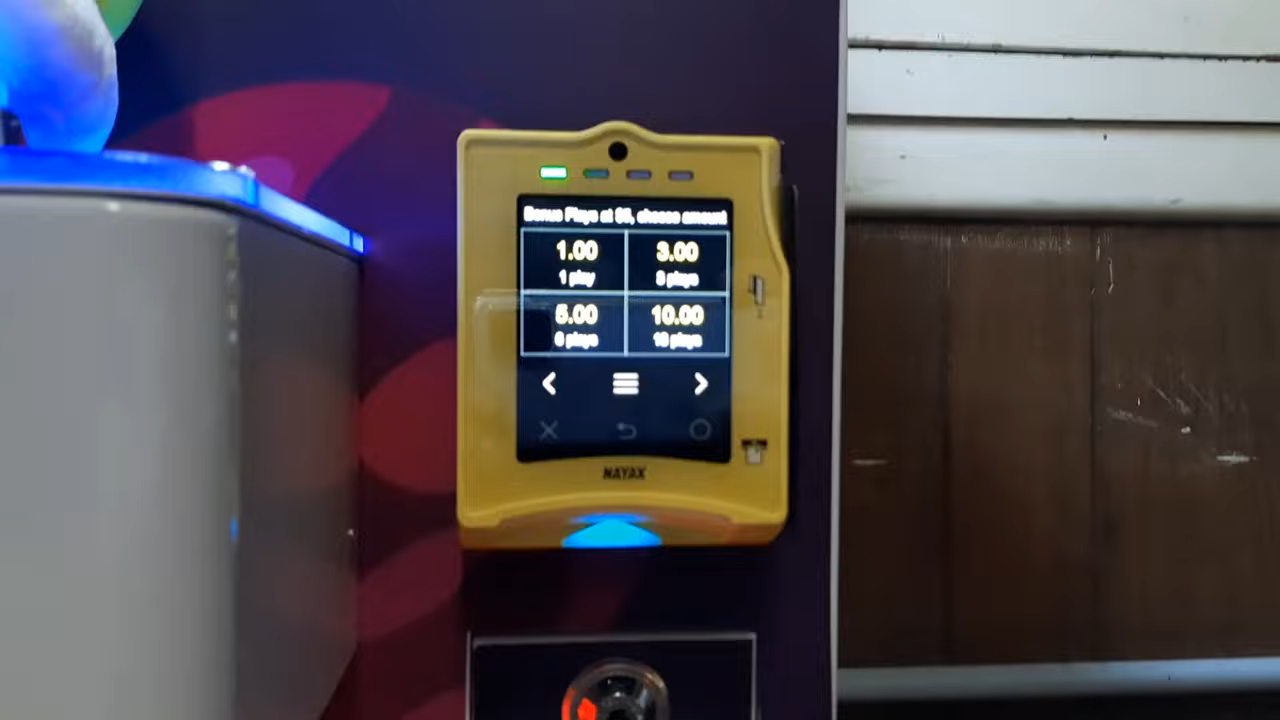 Bonus Plays at $5, choose amount
1.00 3.00
1 play 3 plays
5.00 10.00
6 plays plays
NAYAX